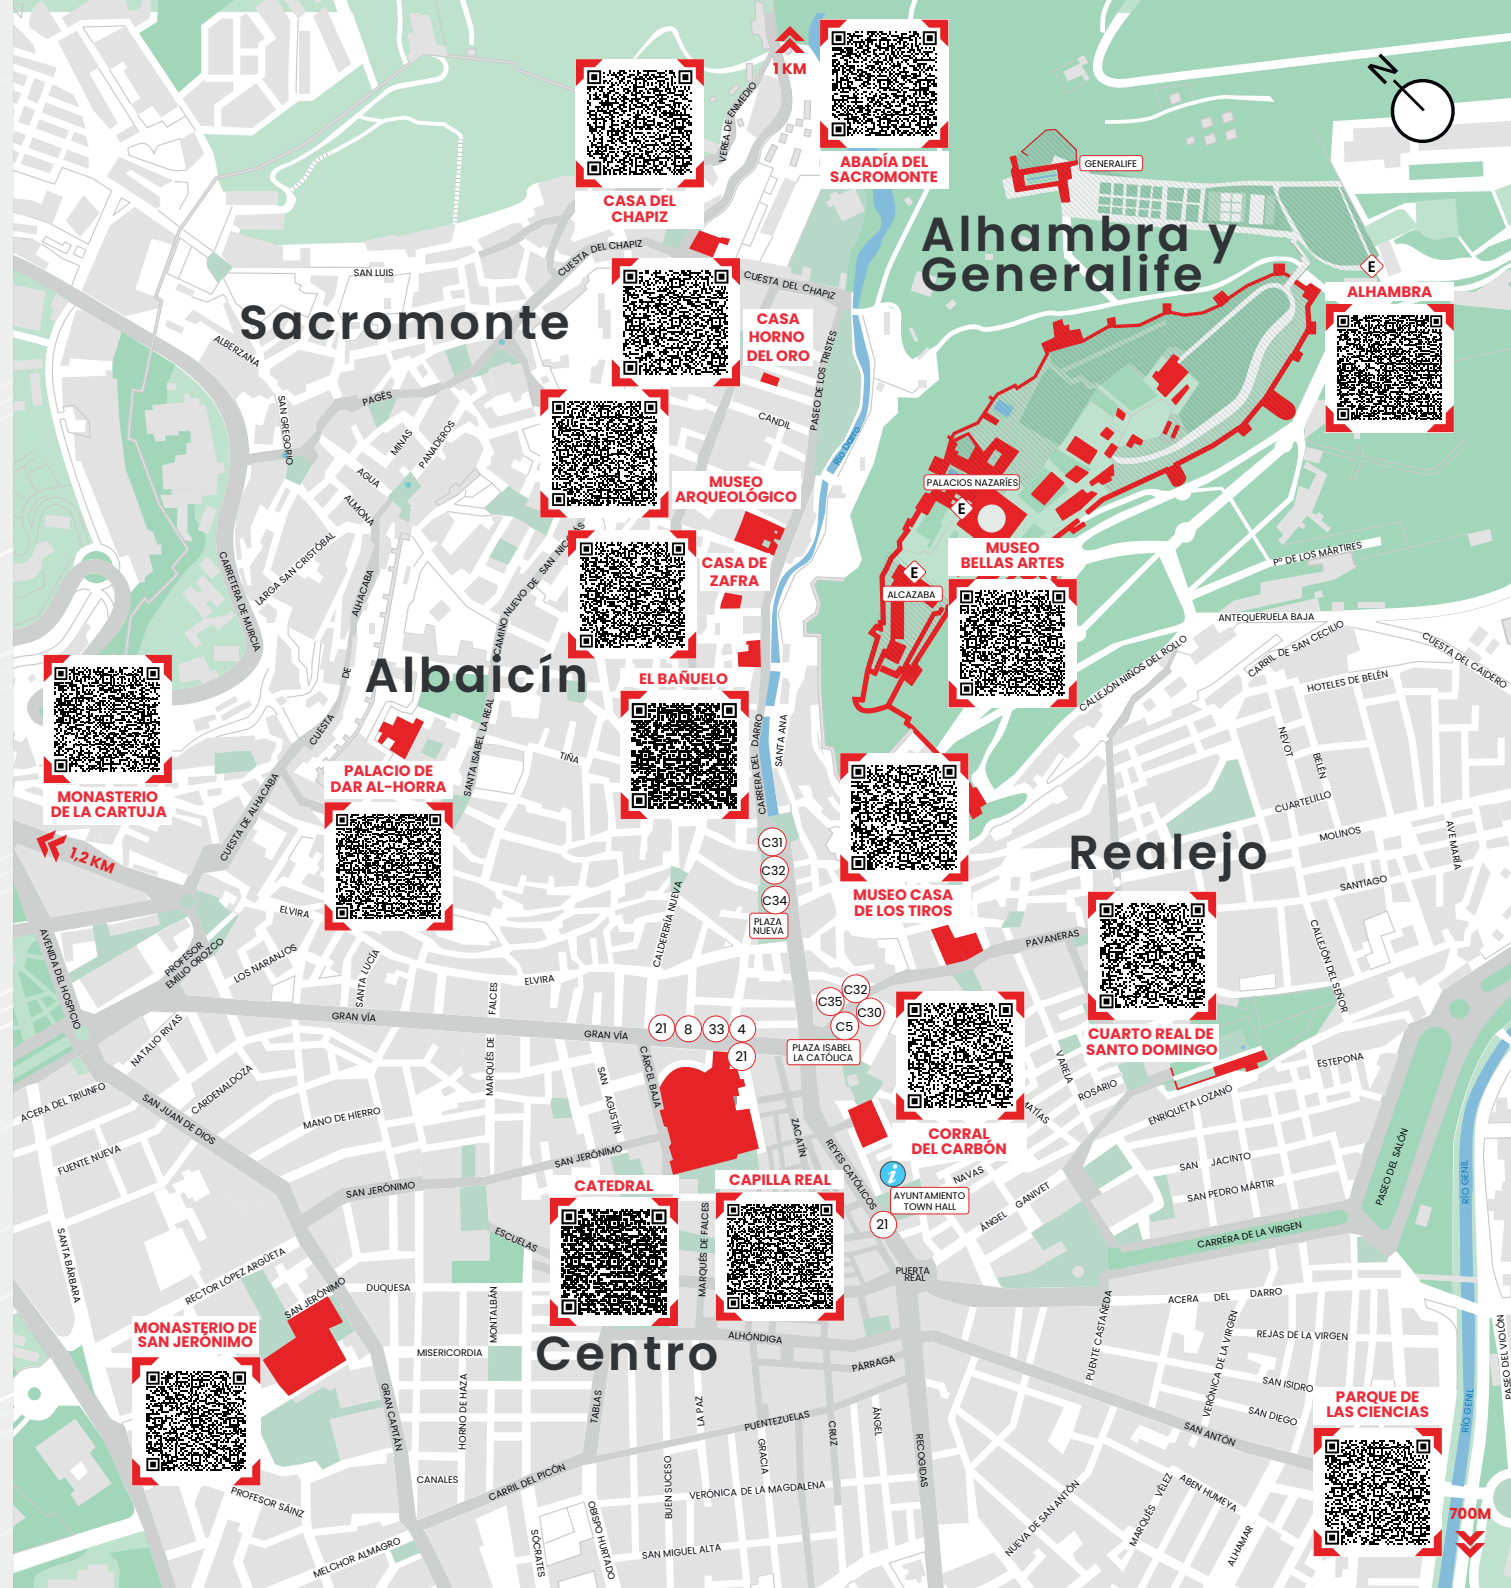 1 KM
VEREA DE ENMEDIO
ABADÍA DEL
SACROMONTE
N
GENERALIFE
CASA DEL
CHAPIZ
Alhambra y
Generalife
CUESTA DEL CHAPIZ
SAN LUIS
E
CUESTA DEL CHAPIZ
ALHAMBRA
Sacromonte
CASA
HORNO
DEL ORO
ALBERZANA
PASEO DE LOS TRISTES
PAGÉS
SAN GREGORIO
CANDIL
MINAS
PANADEROS
Río Darro
AGUA
MUSEO
ARQUEOLÓGICO
PALACIOS NAZARÍES
E
ALMONA
CAMINO NUEVO DE SAN NICOLÁS
LARGA SAN CRISTÓBAL
CARRETERA DE MURCIA
MUSEO
BELLAS ARTES
Pº DE LOS MÁRTIRES
CASA DE
ZAFRA
E
ALCAZABA
ALHACABA
DE
CUESTA
ANTEQUERUELA BAJA
CARRIL DE SAN CECILIO
CUESTA DEL CAIDERO
CALLEJÓN NIÑOS DEL ROLLO
HOTELES DE BELÉN
Albaicín
EL BAÑUELO
SANTA ISABEL LA REAL
TIÑA
CARRERA DEL DARRO
SANTA ANA
NEVOT
BELÉN
PALACIO DE
DAR AL-HORRA
MONASTERIO
DE LA CARTUJA
1,2 KM
CUESTA DE ALHACABA
CUARTELILLO
MOLINOS
AVE MARÍA
C31
C32
C34
PLAZA
NUEVA
Realejo
SANTIAGO
MUSEO CASA
DE LOS TIROS
CALDERERÍA NUEVA
ELVIRA
PAVANERAS
CALLEJÓN DEL SEÑOR
AVENIDA DEL HOSPICIO
PROFESOR
EMILIO OROZCO
LOS NARANJOS
SANTA LUCÍA
ELVIRA
FALCES
MARQUÉS DE
C32
C35
C30
C5
GRAN VÍA
GRAN VÍA
21
8
33
4
21
PLAZA ISABEL
LA CATÓLICA
NATALIO RIVAS
CUARTO REAL DE
SANTO DOMINGO
CÁRCEL BAJA
VARELA
ROSARIO
ESTEPONA
ENRIQUETA LOZANO
ACERA DEL TRIUNFO
CARDENALDOZA
SAN JUAN DE DIOS
MANO DE HIERRO
SAN AGUSTÍN
ZACATÍN
REYES CATÓLICOS
MATÍAS
CORRAL
DEL CARBÓN
FUENTE NUEVA
SAN JERÓNIMO
SAN JACINTO
PASEO DEL SALÓN
RÍO GENIL
NAVAS
SAN JERÓNIMO
CATEDRAL
CAPILLA REAL
i
AYUNTAMIENTO
TOWN HALL
21
ÁNGEL GANIVET
SAN PEDRO MÁRTIR
CARRERA DE LA VIRGEN
SANTA BÁRBARA
ESCUELAS
MARQUÉS DE FALCES
RECTOR LÓPEZ ARGÜETA
SAN JERÓNIMO
DUQUESA
PUERTA
REAL
ACERA DEL DARRO
MONTALBÁN
PUENTE CASTAÑEDA
MONASTERIO DE
SAN JERÓNIMO
Centro
ALHÓNDIGA
MISERICORDIA
PÁRRAGA
VERÓNICA DE LA VIRGEN
REJAS DE LA VIRGEN
PASEO DEL VIOLÓN
GRAN CAPITÁN
HORNO DE HAZA
TABLAS
LA PAZ
PUENTEZUELAS
GRACIA
CRUZ
ÁNGEL
RECOGIDAS
SAN ISIDRO
SAN DIEGO
SAN ANTÓN
PARQUE DE
LAS CIENCIAS
RÍO GENIL
CANALES
CARRIL DEL PICÓN
BUEN SUCESO
VERÓNICA DE LA MAGDALENA
PROFESOR SÁINZ
OBISPO HURTADO
SÓCRATES
NUEVA DE SAN ANTÓN
MARQUÉS VÉLEZ
ABEN HUMEYA
ALHAMAR
700M
MELCHOR ALMAGRO
SAN MIGUEL ALTA